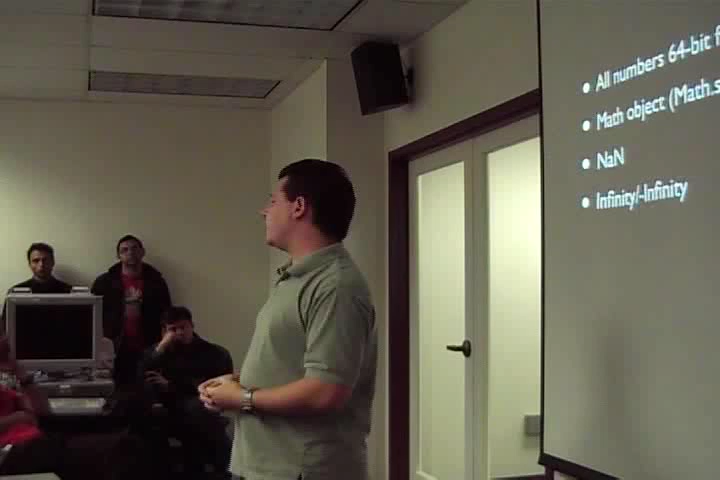 All numbers 64-bit
Math object (Math.s
NaN
Infinity/-Infinity